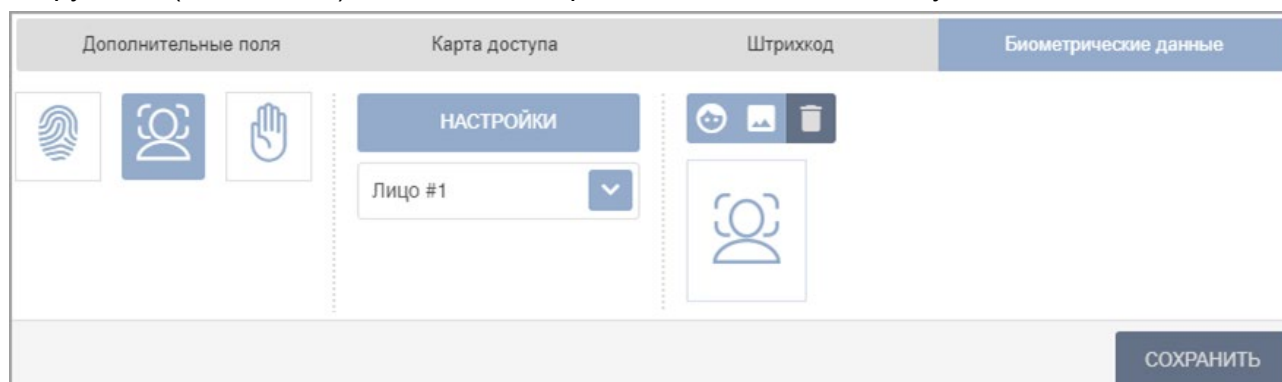 Дополнительные поля
Карта доступа
Штрихкод
Биометрические данные
НАСТРОЙКИ
Лицо #1
СОХРАНИТЬ